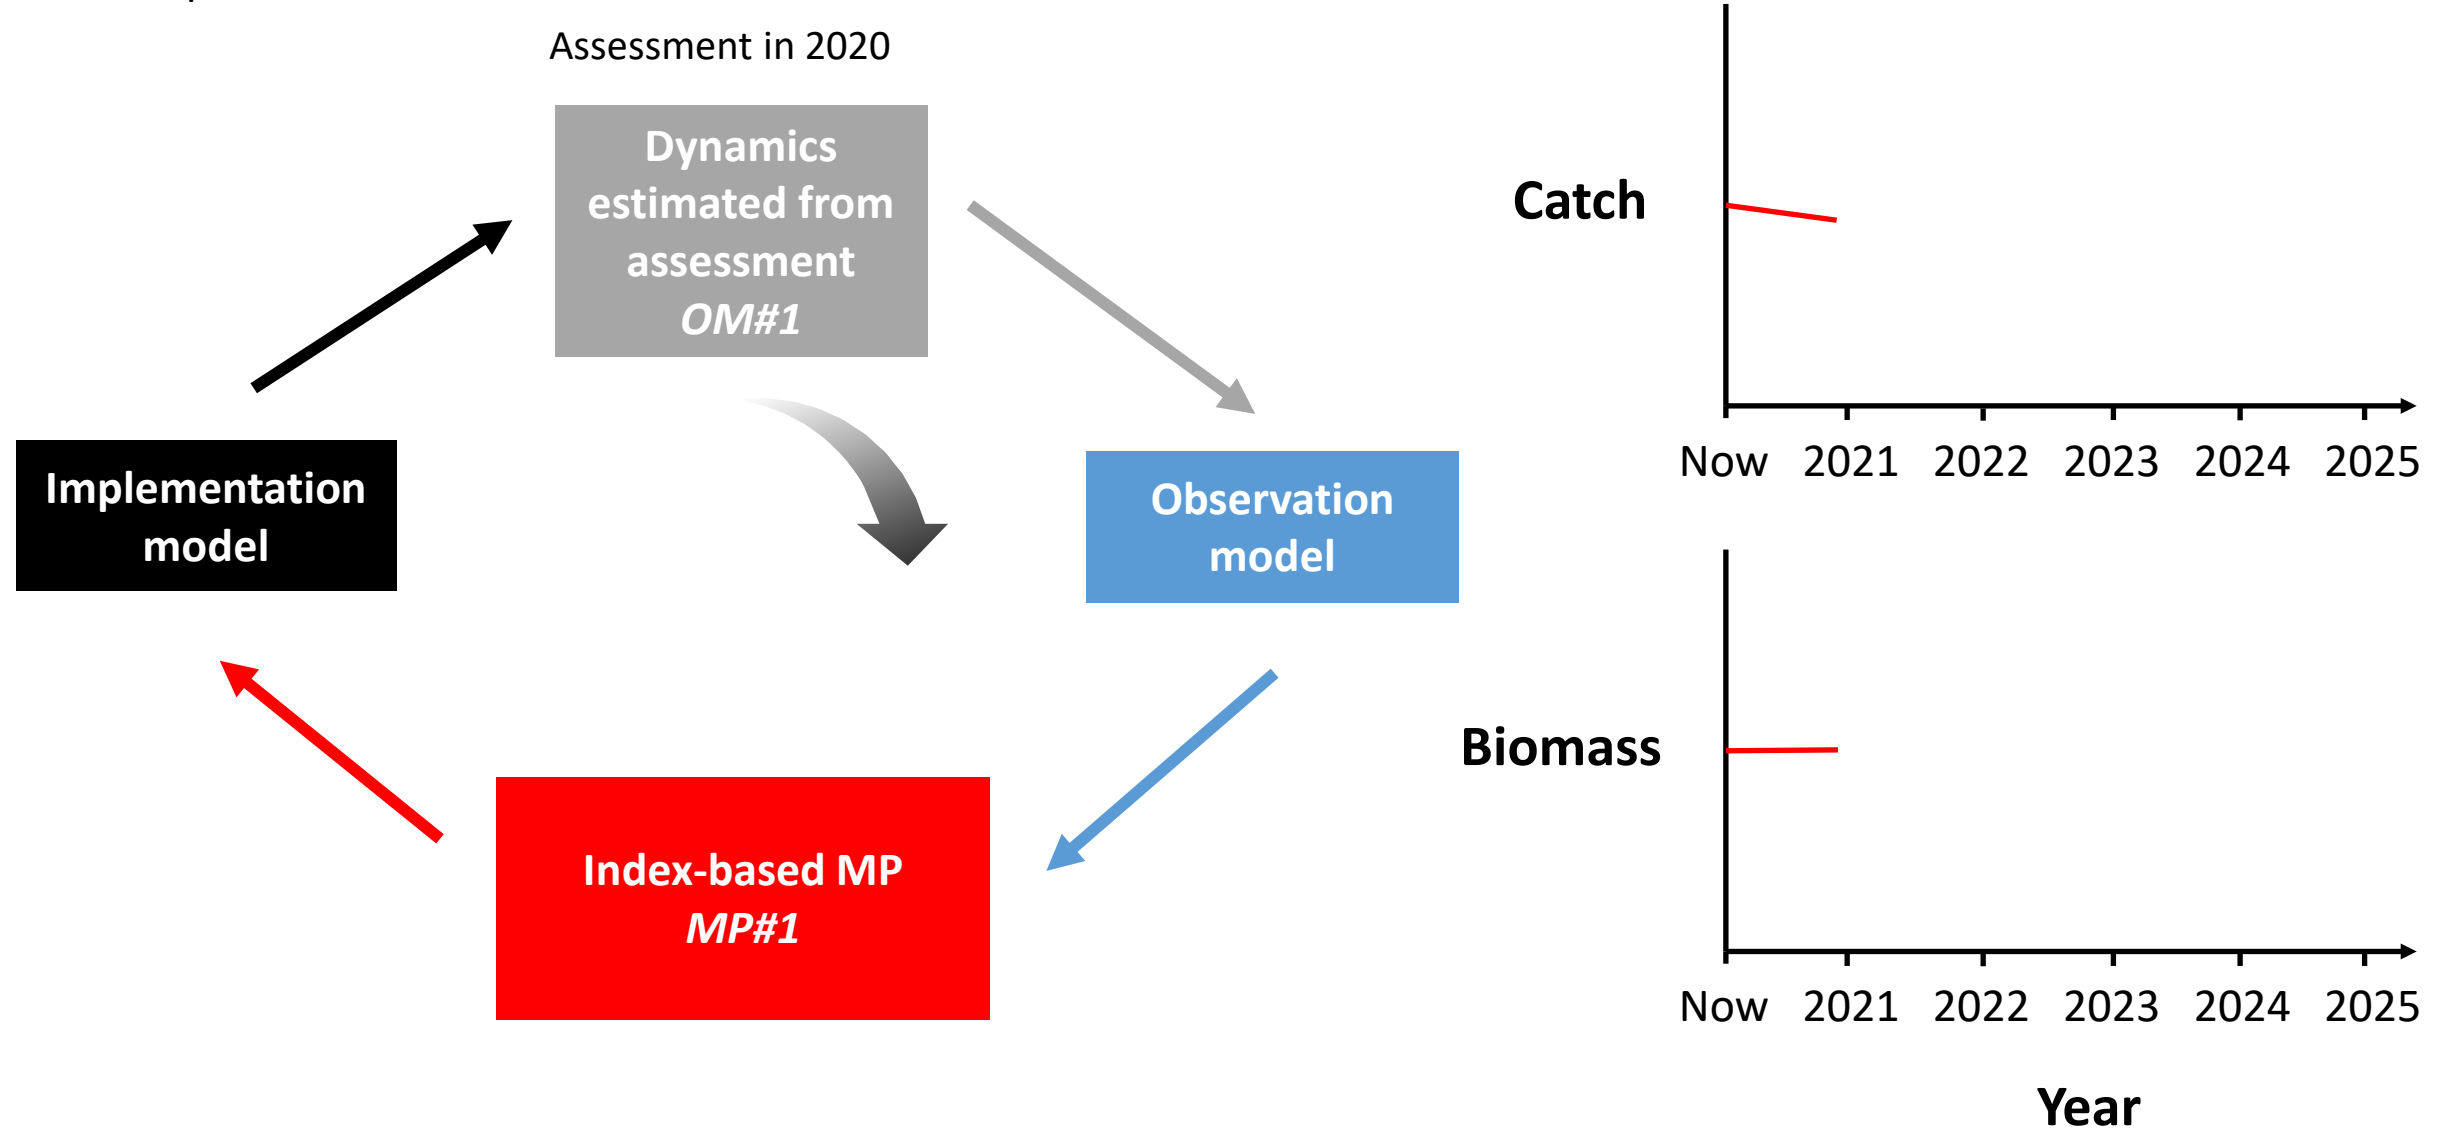 Assessment in 2020
Dynamics
estimated from
assessment
OM#1
Implementation
model
Observation
model
Index-based MP
MP#1
Catch
Now 2021 2022 2023 2024 2025
Biomass
Now 2021 2022 2023 2024 2025
Year